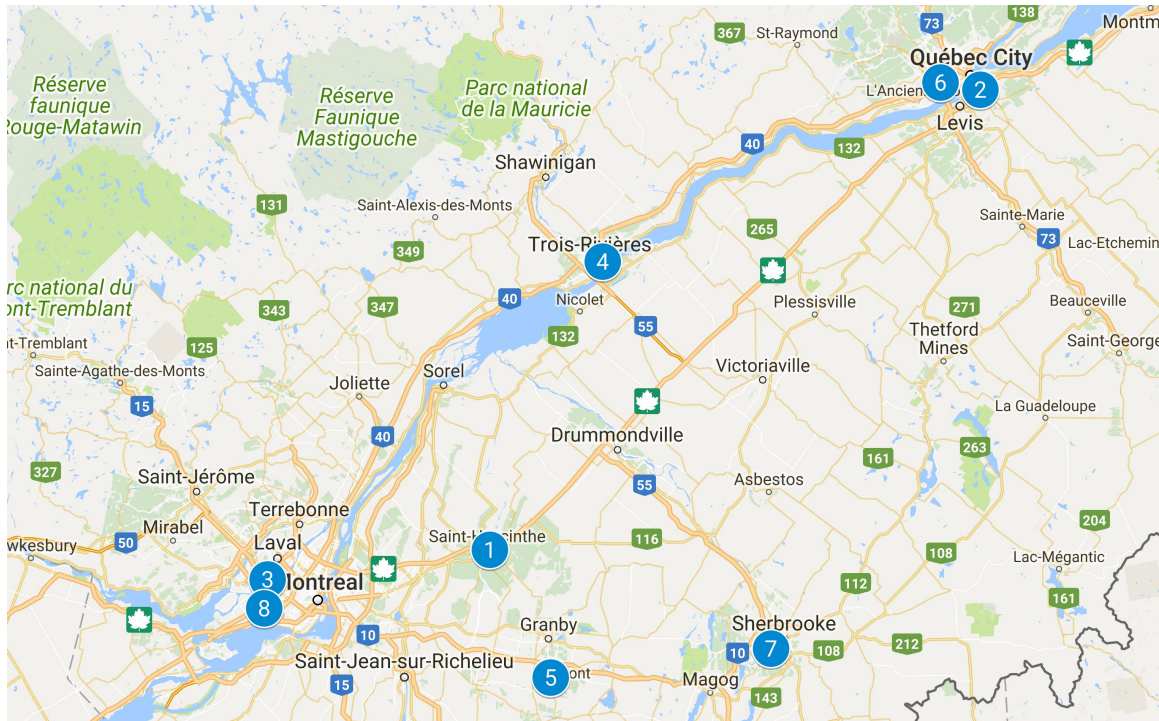 73
138
Montm
367
St-Raymond
Québec City
Réserve
faunique
Rouge-Matawin
Parc national
de la Mauricie
Réserve
Faunique
Mastigouche
6
2
L'Ancien
Levis
40
132
Shawinigan
131
Saint-Alexis-des-Monts
Sainte-Marie
265
73
Lac-Etchemin
Trois-Rivières
349
4
rc national du
ont-Tremblant
40
Nicolet
Plessisville
Beauceville
343
347
55
271
132
Thetford
Mines
nt-Tremblant
125
Saint-George
Sainte-Agathe-des-Monts
Sorel
Victoriaville
Joliette
15
La Guadeloupe
40
Drummondville
263
161
327
Saint-Jérôme
55
Asbestos
Terrebonne
204
Mirabel
50
Laval
Saint-H
cinthe
1
116
wkesbury
108
Lac-Mégantic
3
Montreal
112
161
8
Granby
Sherbrooke
10
212
108
7
10
Saint-Jean-sur-Richelieu
5
ont
Magog
15
143